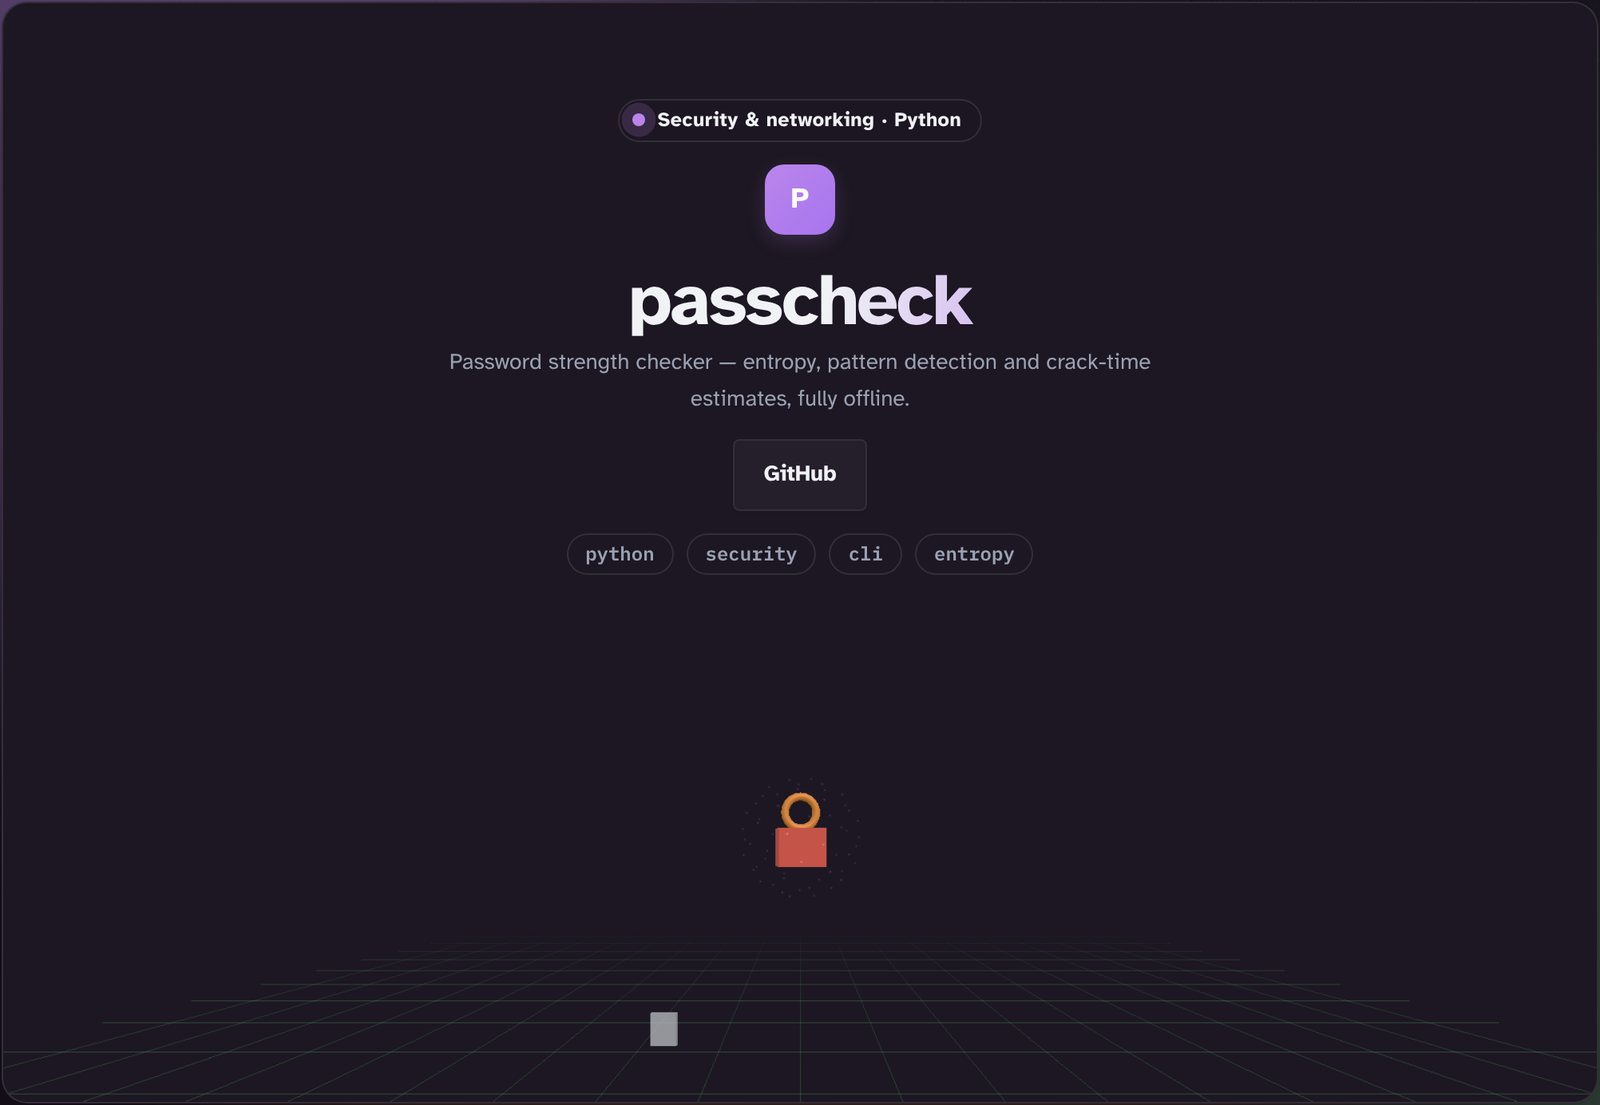 Security & networking · Python
P
passcheck
Password strength checker — entropy, pattern detection and crack-time
estimates, fully offline.
GitHub
python security cli entropy